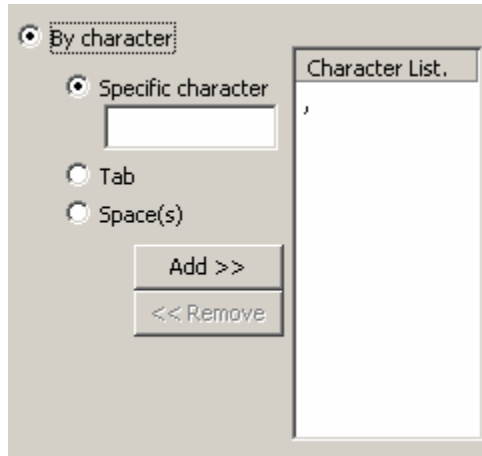 By character
Character List.
Specific character
,
Tab
Space(s)
Add >>
<< Remove